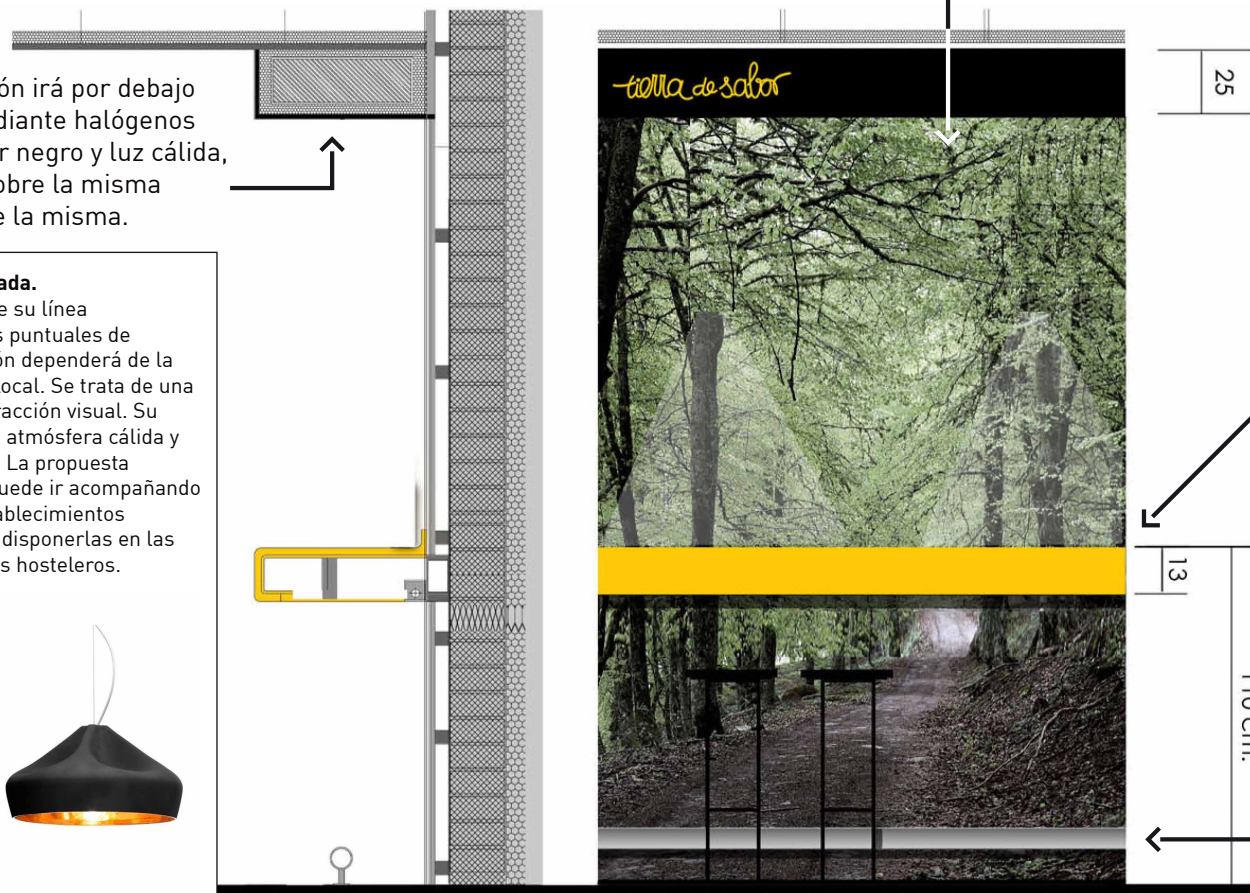 ón irá por debajo
diante halógenos
r negro y luz cálida,
obre la misma
e la misma.
ada.
e su línea
s puntuales de
ón dependerá de la
ocal. Se trata de una
racción visual. Su
atmósfera cálida y
La propuesta
uede ir acompañando
ablecimientos
disponerlas en las
s hosteleros.
tierra de sabor
25
13
110 cm.